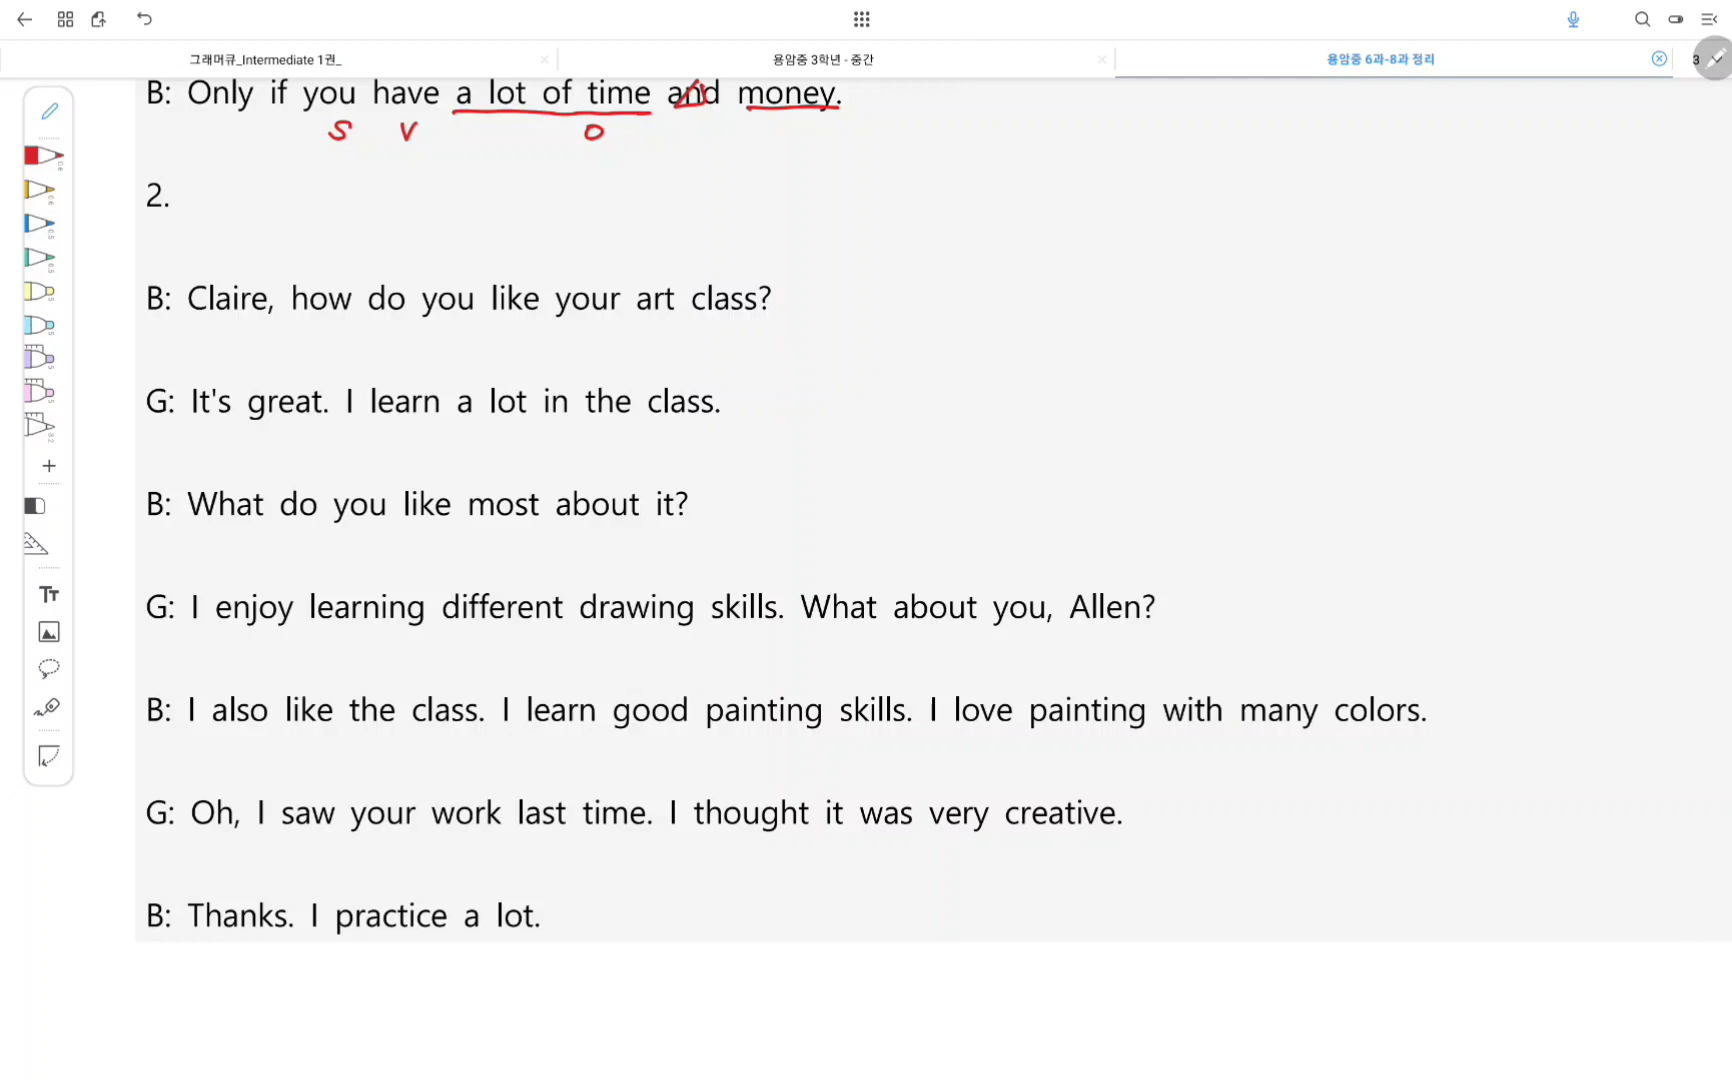 그래머큐_Intermediate 1권_
용암중 3학년 - 중간
용암중 6과-8과 정리
3
B: Only if you have a lot of time and money.
S V O
2.
B: Claire, how do you like your art class?
G: It's great. I learn a lot in the class.
B: What do you like most about it?
G: I enjoy learning different drawing skills. What about you, Allen?
B: I also like the class. I learn good painting skills. I love painting with many colors.
G: Oh, I saw your work last time. I thought it was very creative.
B: Thanks. I practice a lot.
Tт